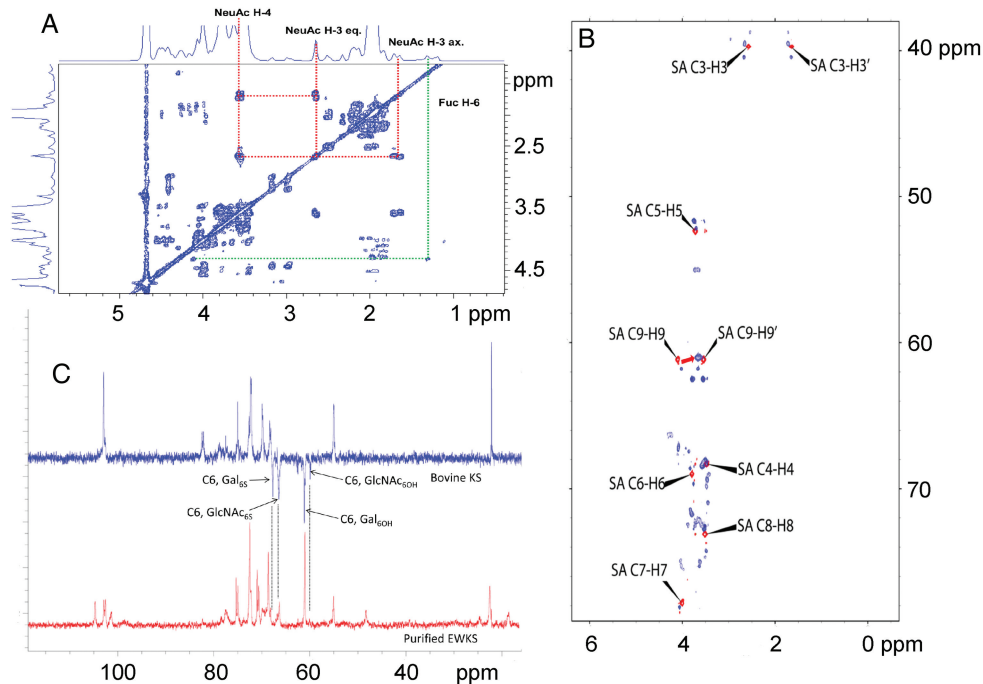 A
NeuAc H-4
NeuAc H-3 eq.
NeuAc H-3 ax.
Fuc H-6
ppm
2.5
3.5
4.5
5 4 3 2 1 ppm
B
SA C3-H3
SA C3-H3′
40 ppm
50
SA C5-H5
SA C9-H9
SA C9-H9′
60
SA C6-H6
SA C4-H4
70
SA C8-H8
SA C7-H7
6 4 2 0 ppm
C
Bovine KS
C6, Gal6S
C6, GlcNAc6OH
C6, GlcNAc6S
C6, Gal6OH
Purified EWKS
100 80 60 40 ppm